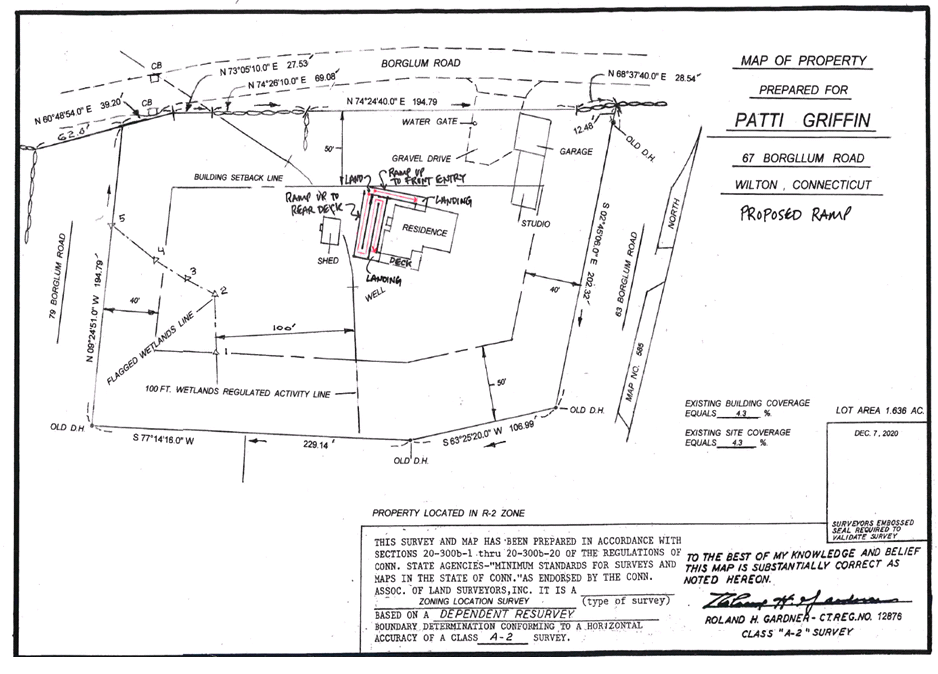 MAP OF PROPERTY
PREPARED FOR
PATTI GRIFFIN
67 BORGLLUM ROAD
WILTON, CONNECTICUT
PROPOSED RAMP
CB
N 73°05'10.0" E 27.53'
BORGLUM ROAD
N 74°26'10.0" E 69.08'
N 68°37'40.0" E 28.54'
N 60°48'54.0" E 39.20'
CB
N 74°24'40.0 E 194.79
62.8'
WATER GATE
12.48'
OLD D.H.
50'
GARAGE
GRAVEL DRIVE
BUILDING SETBACK LINE
LAND
RAMP UP
TO FRONT ENTRY
RAMP UP TO
REAR DECK
LANDING
NORTH
RESIDENCE
STUDIO
S 02°45'06.0" E 202.32'
5
SHED
DECK
LANDING
79 BORGLUM ROAD
N 09°24'51.0" W 194.79'
4
3
2
WELL
40'
63 BORGLUM ROAD
40'
100'
FLAGGED WETLANDS LINE
1
MAP NO. 585
50'
100 FT. WETLANDS REGULATED ACTIVITY LINE
EXISTING BUILDING COVERAGE
EQUALS 4.3 %.
LOT AREA 1.636 AC.
OLD D.H.
OLD D.H.
S 77°14'16.0" W
229.14'
S 63°25'20.0" W 106.99'
OLD D.H.
EXISTING SITE COVERAGE
EQUALS 4.3 %.
DEC. 7, 2020
PROPERTY LOCATED IN R-2 ZONE
SURVEYORS EMBOSSED
SEAL REQUIRED TO
VALIDATE SURVEY
THIS SURVEY AND MAP HAS BEEN PREPARED IN ACCORDANCE WITH
SECTIONS 20-300b-1 thru 20-300b-20 OF THE REGULATIONS OF
CONN. STATE AGENCIES-"MINIMUM STANDARDS FOR SURVEYS AND
MAPS IN THE STATE OF CONN."AS ENDORSED BY THE CONN.
ASSOC. OF LAND SURVEYORS,INC. IT IS A
ZONING LOCATION SURVEY (type of survey)
BASED ON A DEPENDENT RESURVEY
BOUNDARY DETERMINATION CONFORMING TO A HORIZONTAL
ACCURACY OF A CLASS A-2 SURVEY.
TO THE BEST OF MY KNOWLEDGE AND BELIEF
THIS MAP IS SUBSTANTIALLY CORRECT AS
NOTED HEREON.
ROLAND H. GARDNER - CT.REG.NO. 12876
CLASS "A-2" SURVEY